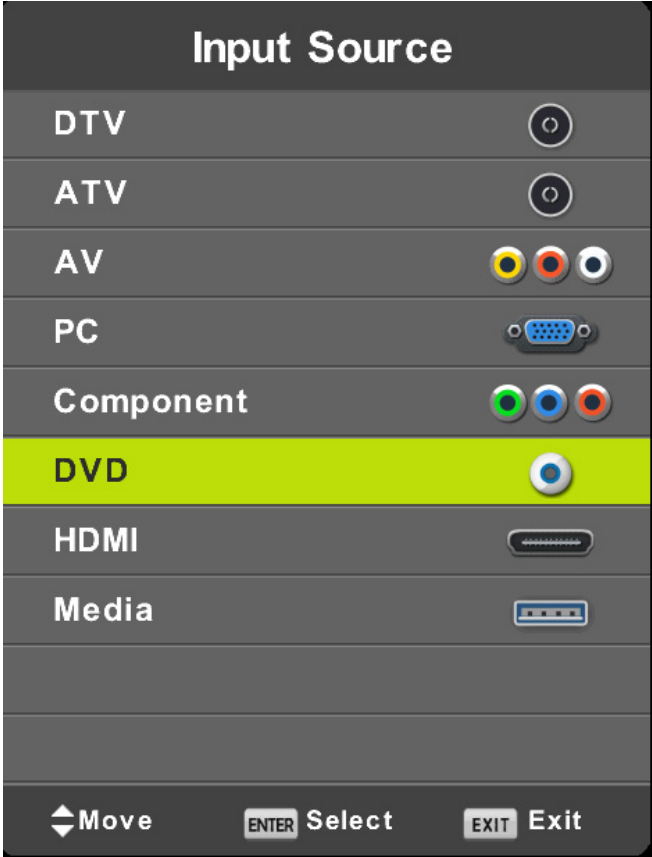 Input Source
DTV
ATV
AV
PC
Component
DVD
HDMI
Media
Move ENTER Select EXIT Exit